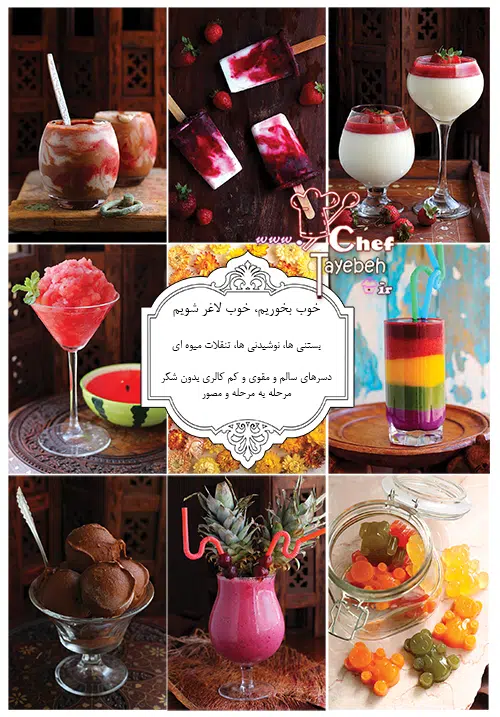 www.
Chef
Tayebeh
.ir
خوب بخوریم، خوب لاغر شویم
بستنی ها، نوشیدنی ها، تنقلات میوه ای
دسرهای سالم و مقوی و کم کالری بدون شکر
مرحله به مرحله و مصور